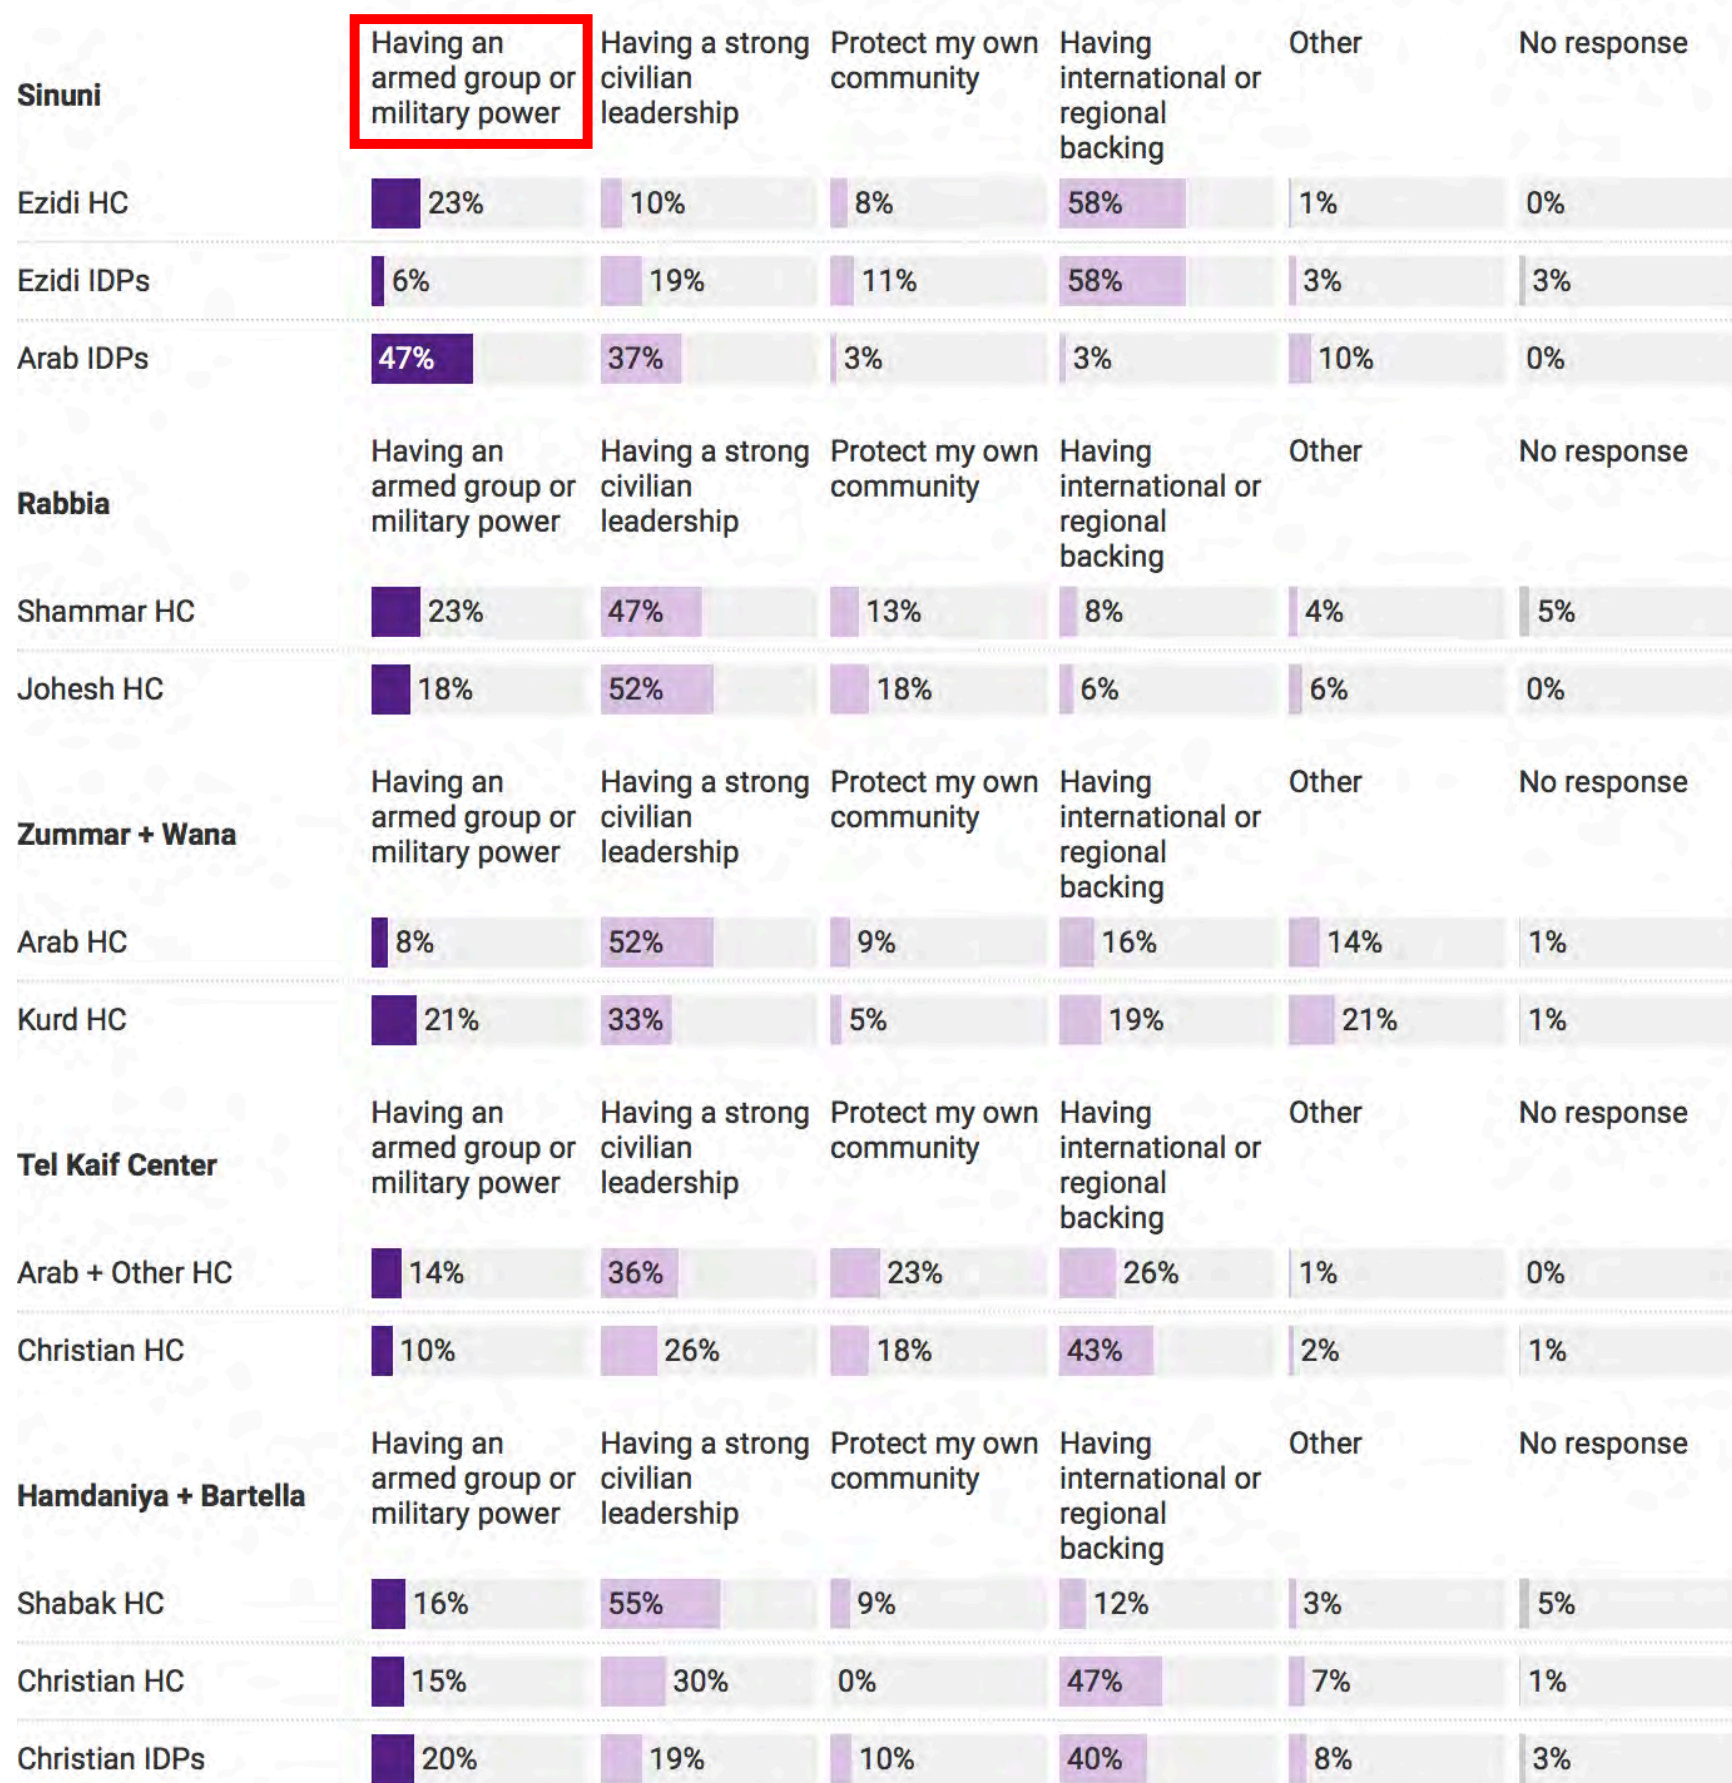 Sinuni
Having an armed group or military power
Having a strong civilian leadership
Protect my own community
Having international or regional backing
Other
No response
Ezidi HC 23% 10% 8% 58% 1% 0%
Ezidi IDPs 6% 19% 11% 58% 3% 3%
Arab IDPs 47% 37% 3% 3% 10% 0%
Rabbia
Having an armed group or military power
Having a strong civilian leadership
Protect my own community
Having international or regional backing
Other
No response
Shammar HC 23% 47% 13% 8% 4% 5%
Johesh HC 18% 52% 18% 6% 6% 0%
Zummar + Wana
Having an armed group or military power
Having a strong civilian leadership
Protect my own community
Having international or regional backing
Other
No response
Arab HC 8% 52% 9% 16% 14% 1%
Kurd HC 21% 33% 5% 19% 21% 1%
Tel Kaif Center
Having an armed group or military power
Having a strong civilian leadership
Protect my own community
Having international or regional backing
Other
No response
Arab + Other HC 14% 36% 23% 26% 1% 0%
Christian HC 10% 26% 18% 43% 2% 1%
Hamdaniya + Bartella
Having an armed group or military power
Having a strong civilian leadership
Protect my own community
Having international or regional backing
Other
No response
Shabak HC 16% 55% 9% 12% 3% 5%
Christian HC 15% 30% 0% 47% 7% 1%
Christian IDPs 20% 19% 10% 40% 8% 3%